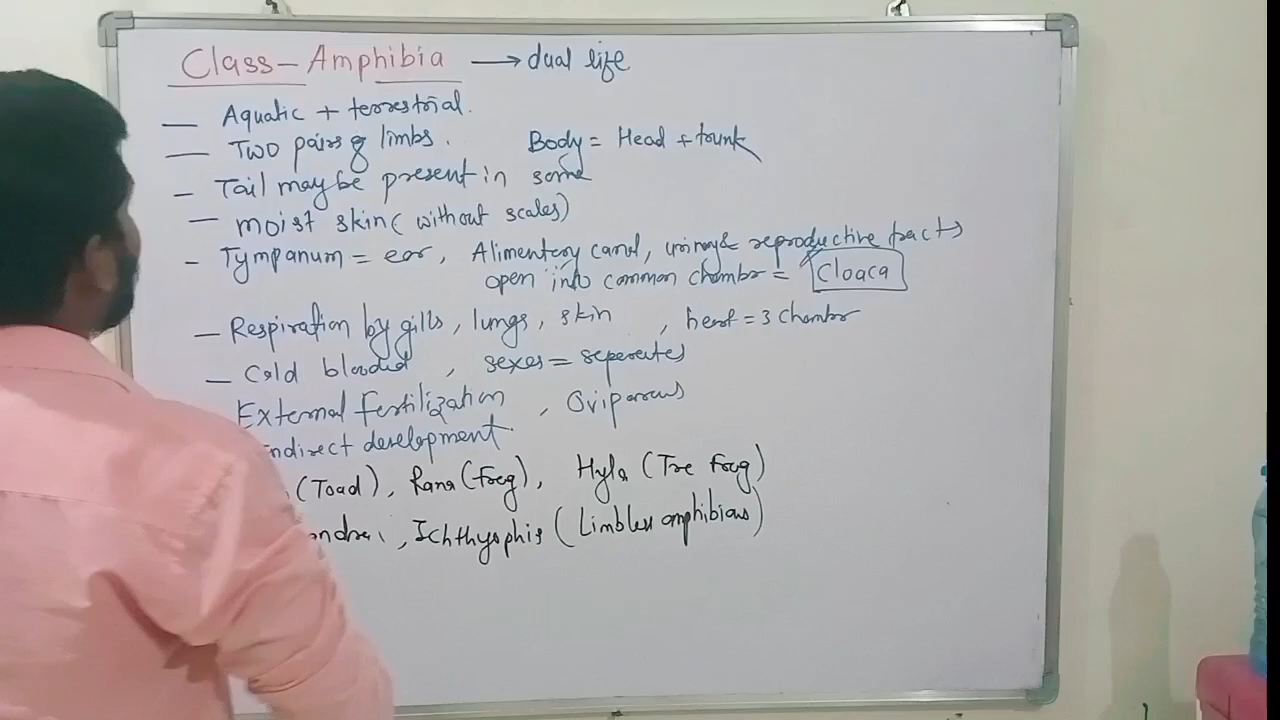 Class - Amphibia → dual life
— Aquatic + terrestrial.
— Two pairs of limbs. Body = Head + trunk
— Tail may be present in some
— moist skin (without scales)
— Tympanum = ear, Alimentery canal, urinary & reproductive tracts
open into common chamber = Cloaca
— Respiration by gills, lungs, skin, heart = 3 chamber
— Cold blooded, sexes = seperates
External Fertilization, Oviparous
indirect development
(Toad), Rana (frog), Hyla (Tre frog)
, Ichthyophis (Limbless amphibians)